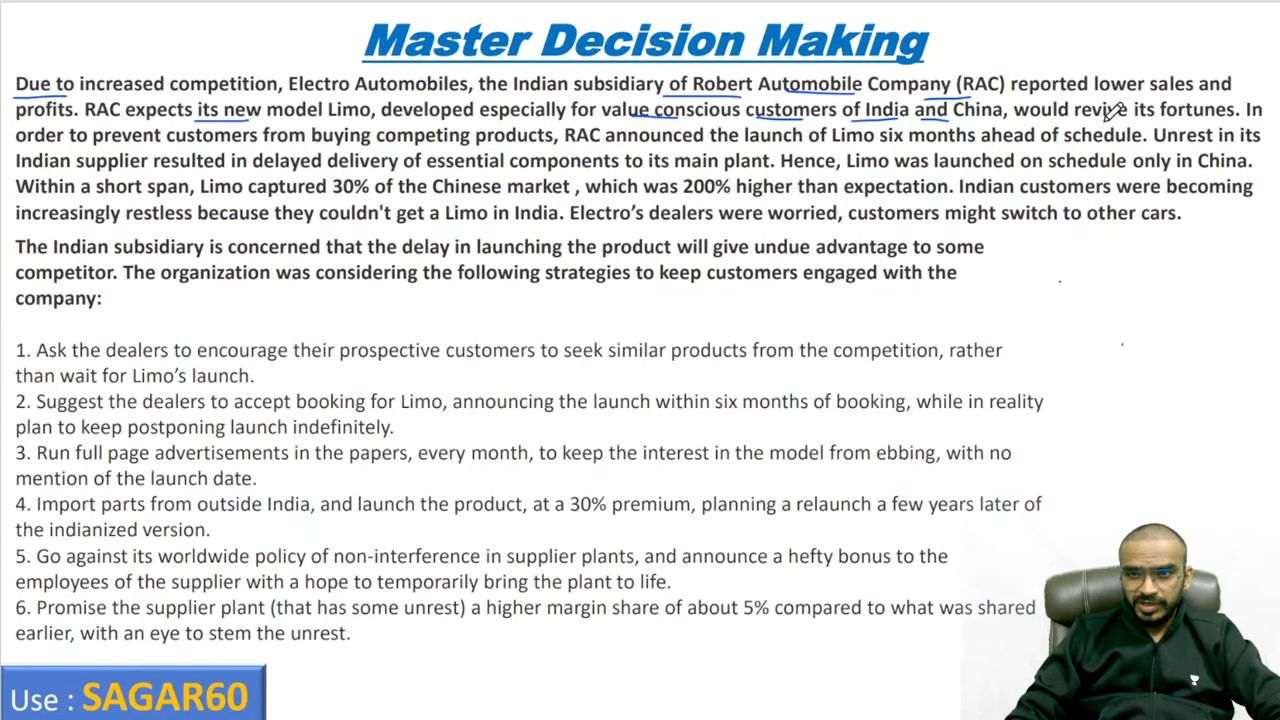 Master Decision Making
Due to increased competition, Electro Automobiles, the Indian subsidiary of Robert Automobile Company (RAC) reported lower sales and
profits. RAC expects its new model Limo, developed especially for value conscious customers of India and China, would revive its fortunes. In
order to prevent customers from buying competing products, RAC announced the launch of Limo six months ahead of schedule. Unrest in its
Indian supplier resulted in delayed delivery of essential components to its main plant. Hence, Limo was launched on schedule only in China.
Within a short span, Limo captured 30% of the Chinese market , which was 200% higher than expectation. Indian customers were becoming
increasingly restless because they couldn't get a Limo in India. Electro’s dealers were worried, customers might switch to other cars.
The Indian subsidiary is concerned that the delay in launching the product will give undue advantage to some
competitor. The organization was considering the following strategies to keep customers engaged with the
company:
1. Ask the dealers to encourage their prospective customers to seek similar products from the competition, rather
than wait for Limo’s launch.
2. Suggest the dealers to accept booking for Limo, announcing the launch within six months of booking, while in reality
plan to keep postponing launch indefinitely.
3. Run full page advertisements in the papers, every month, to keep the interest in the model from ebbing, with no
mention of the launch date.
4. Import parts from outside India, and launch the product, at a 30% premium, planning a relaunch a few years later of
the indianized version.
5. Go against its worldwide policy of non-interference in supplier plants, and announce a hefty bonus to the
employees of the supplier with a hope to temporarily bring the plant to life.
6. Promise the supplier plant (that has some unrest) a higher margin share of about 5% compared to what was shared
earlier, with an eye to stem the unrest.
Use : SAGAR60